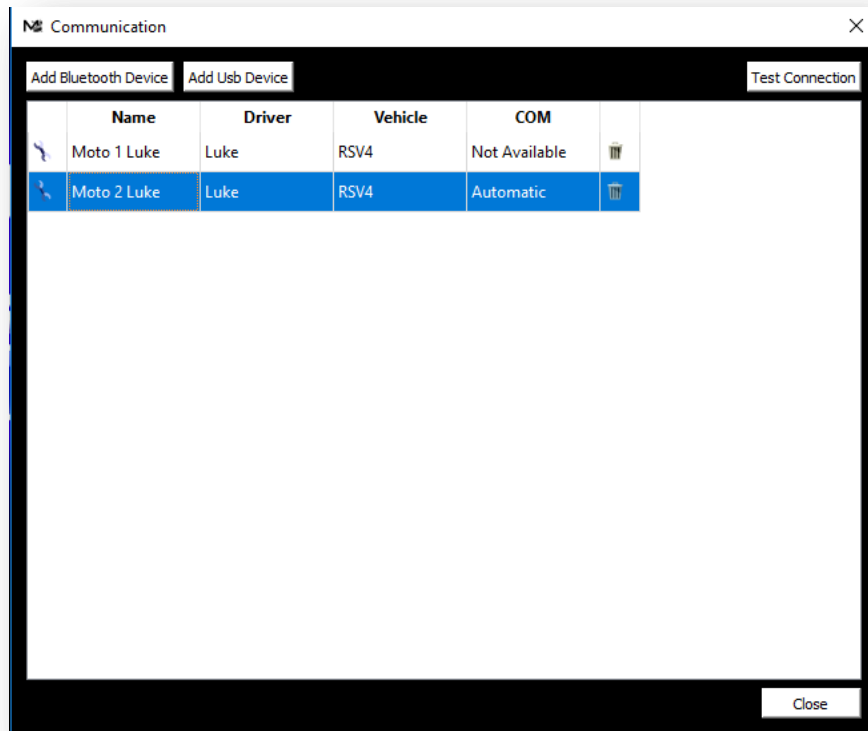 Communication
Add Bluetooth Device Add Usb Device Test Connection
Name Driver Vehicle COM
Moto 1 Luke Luke RSV4 Not Available
Moto 2 Luke Luke RSV4 Automatic
Close